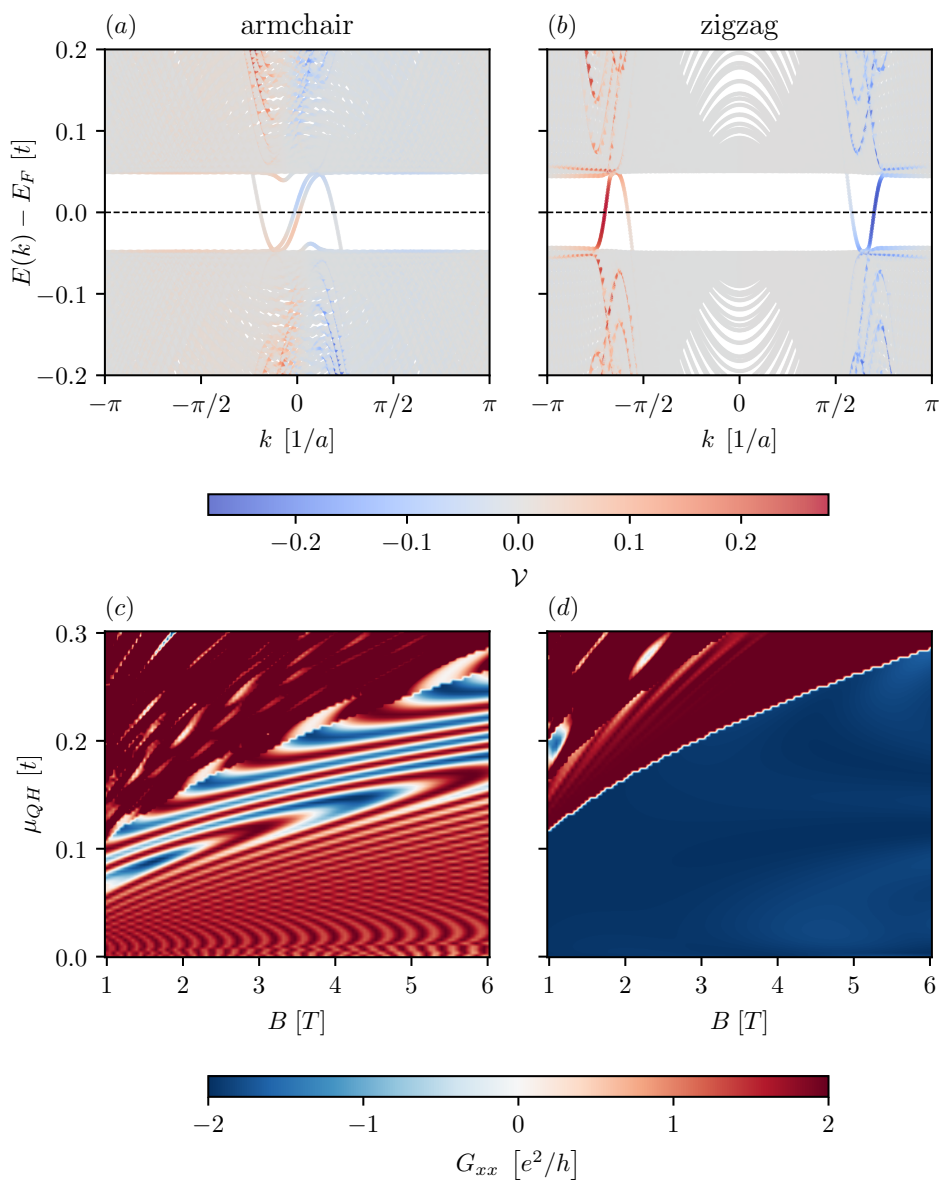 (a) armchair
(b) zigzag
E(k) − E_F [t]
0.2
0.1
0.0
−0.1
−0.2
−π −π/2 0 π/2 π
k [1/a]
−π −π/2 0 π/2 π
k [1/a]
−0.2 −0.1 0.0 0.1 0.2
𝒱
(c)
(d)
μ_QH [t]
0.3
0.2
0.1
0.0
1 2 3 4 5 6
B [T]
1 2 3 4 5 6
B [T]
−2 −1 0 1 2
G_xx [e²/h]